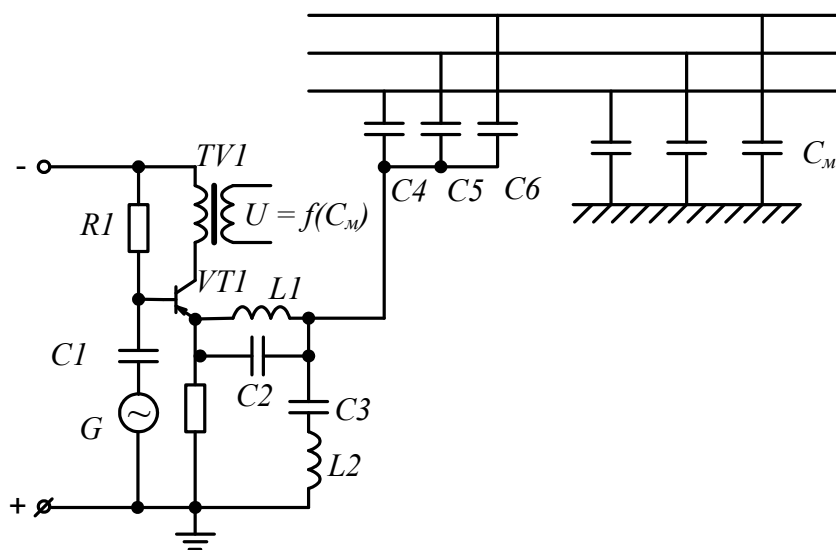 -
TV1
C4
C5
C6
Cм
R1
U = f(Cм)
VT1
L1
C1
C2
C3
G
~
L2
+